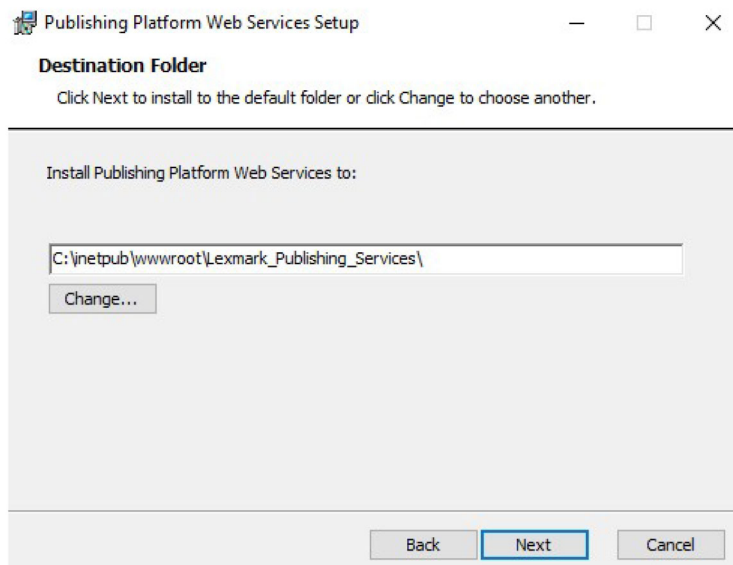 Publishing Platform Web Services Setup
Destination Folder
Click Next to install to the default folder or click Change to choose another.
Install Publishing Platform Web Services to:
C:\inetpub\wwwroot\Lexmark_Publishing_Services\
Change...
Back Next Cancel